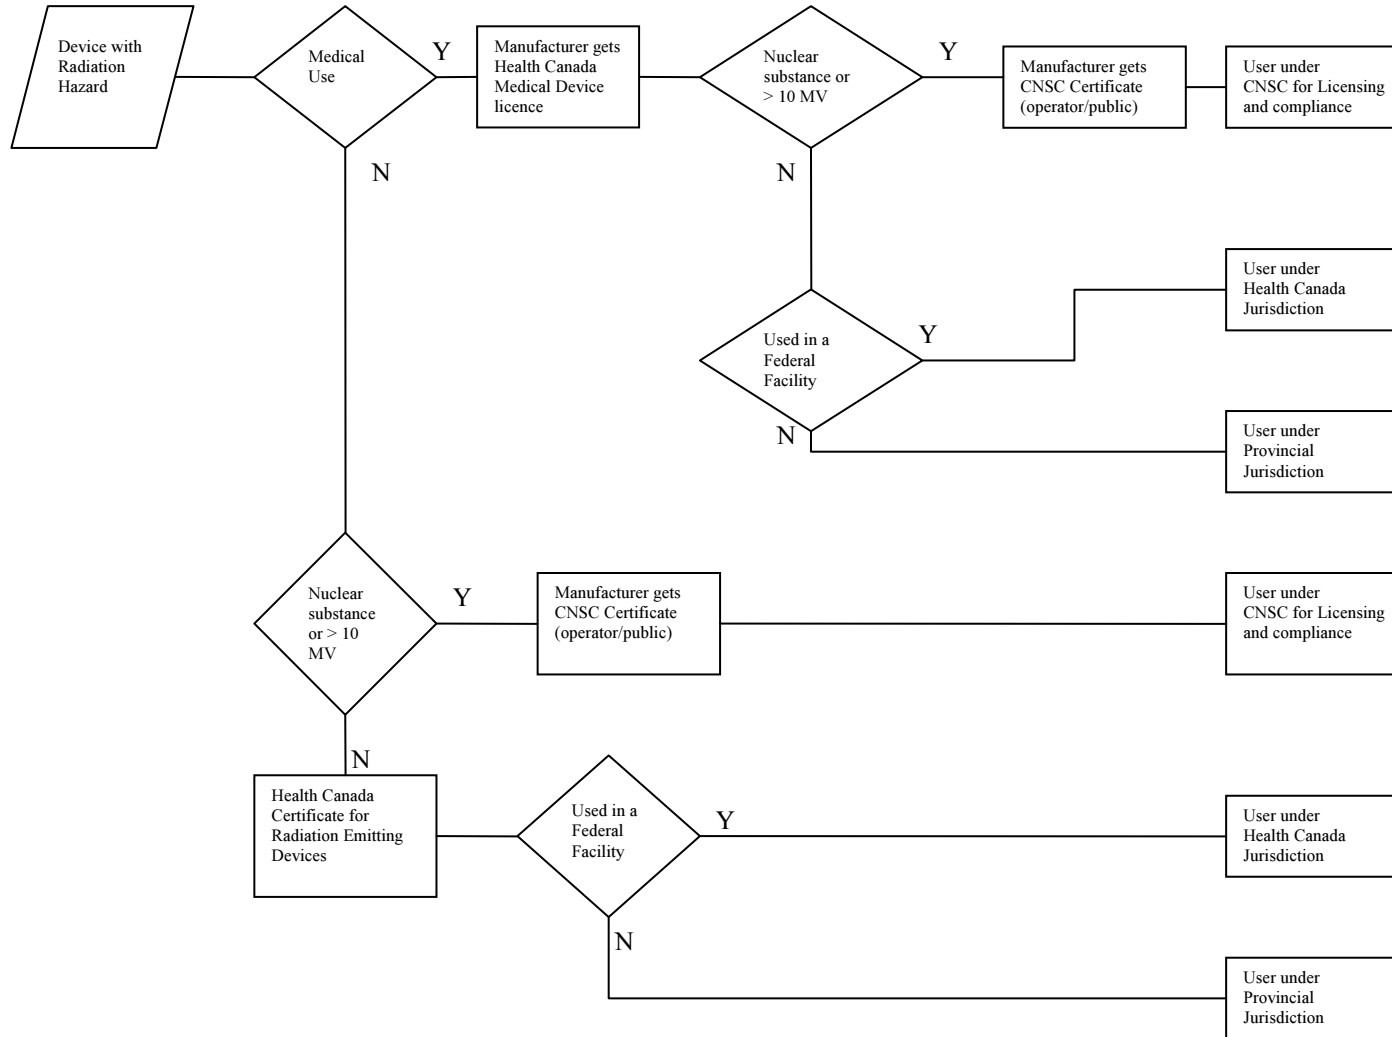 Device with
Radiation
Hazard
Medical
Use
Y
Manufacturer gets
Health Canada
Medical Device
licence
Nuclear
substance or
> 10 MV
Y
Manufacturer gets
CNSC Certificate
(operator/public)
User under
CNSC for Licensing
and compliance
N
N
User under
Health Canada
Jurisdiction
Used in a
Federal
Facility
Y
N
User under
Provincial
Jurisdiction
Nuclear
substance
or > 10
MV
Y
Manufacturer gets
CNSC Certificate
(operator/public)
User under
CNSC for Licensing
and compliance
N
Health Canada
Certificate for
Radiation Emitting
Devices
Used in a
Federal
Facility
Y
User under
Health Canada
Jurisdiction
N
User under
Provincial
Jurisdiction